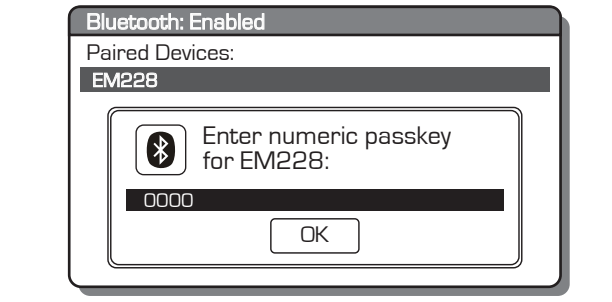 Bluetooth: Enabled
Paired Devices:
EM228
Enter numeric passkey
for EM228:
0000
OK